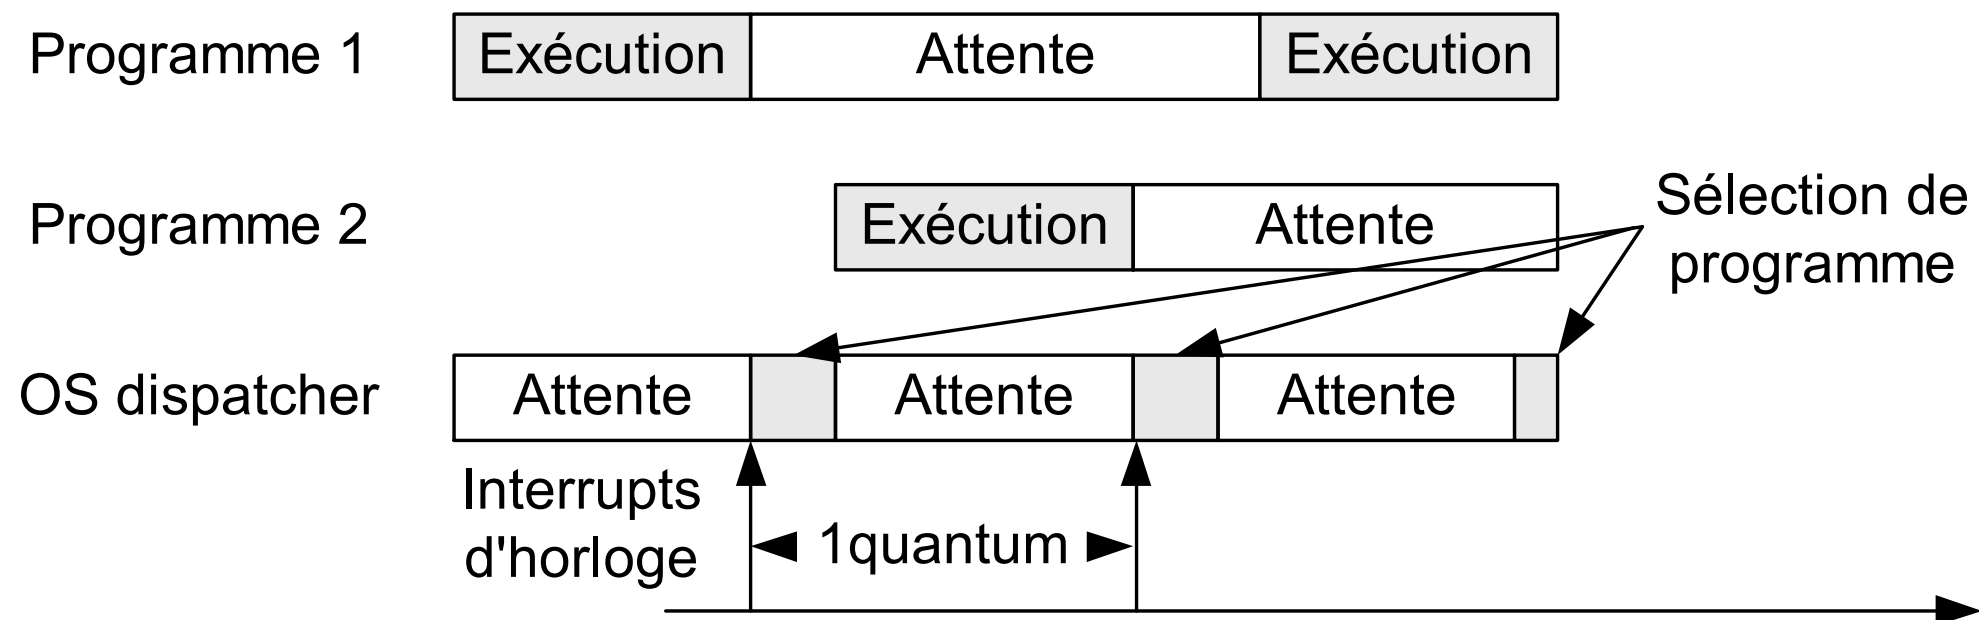 Programme 1
Exécution
Attente
Exécution
Programme 2
Exécution
Attente
Sélection de
programme
OS dispatcher
Attente
Attente
Attente
Interrupts
d'horloge
1quantum